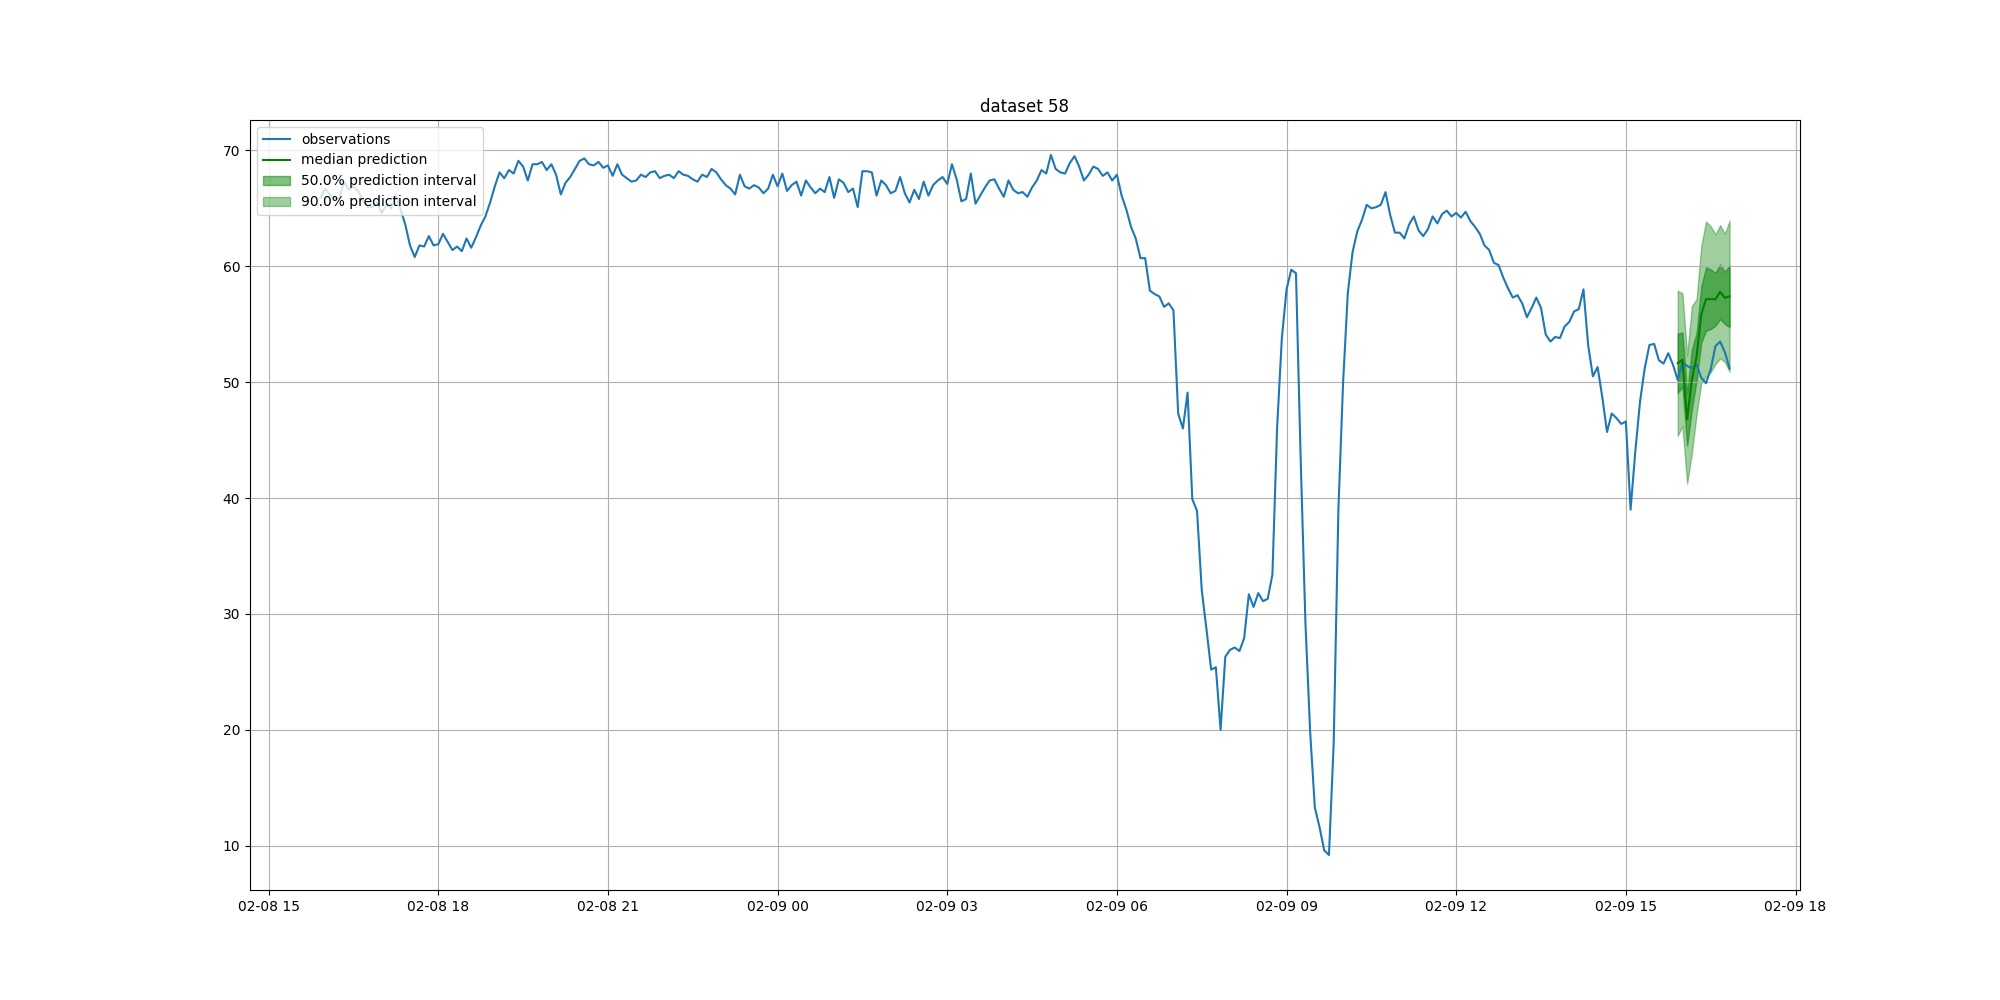 dataset 58
observations
median prediction
50.0% prediction interval
90.0% prediction interval
70
60
50
40
30
20
10
02-08 15 02-08 18 02-08 21 02-09 00 02-09 03 02-09 06 02-09 09 02-09 12 02-09 15 02-09 18